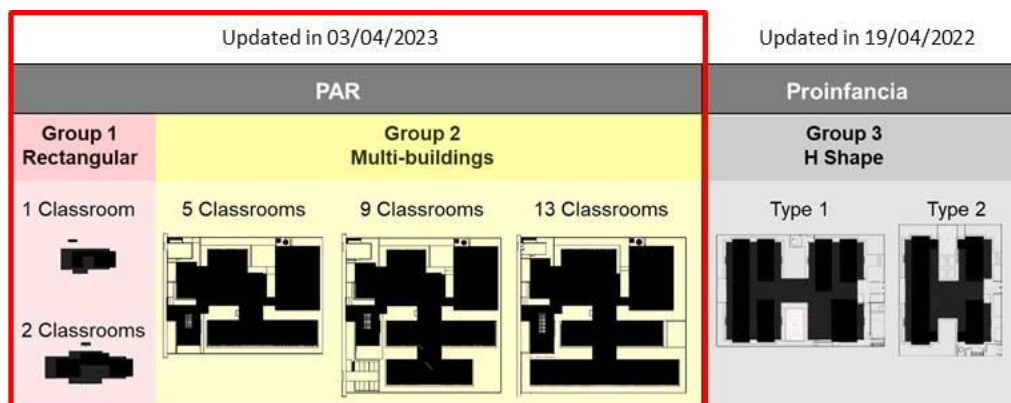 Updated in 03/04/2023
Updated in 19/04/2022
PAR
Proinfancia
Group 1
Rectangular
Group 2
Multi-buildings
Group 3
H Shape
1 Classroom
5 Classrooms
9 Classrooms
13 Classrooms
Type 1
Type 2
2 Classrooms